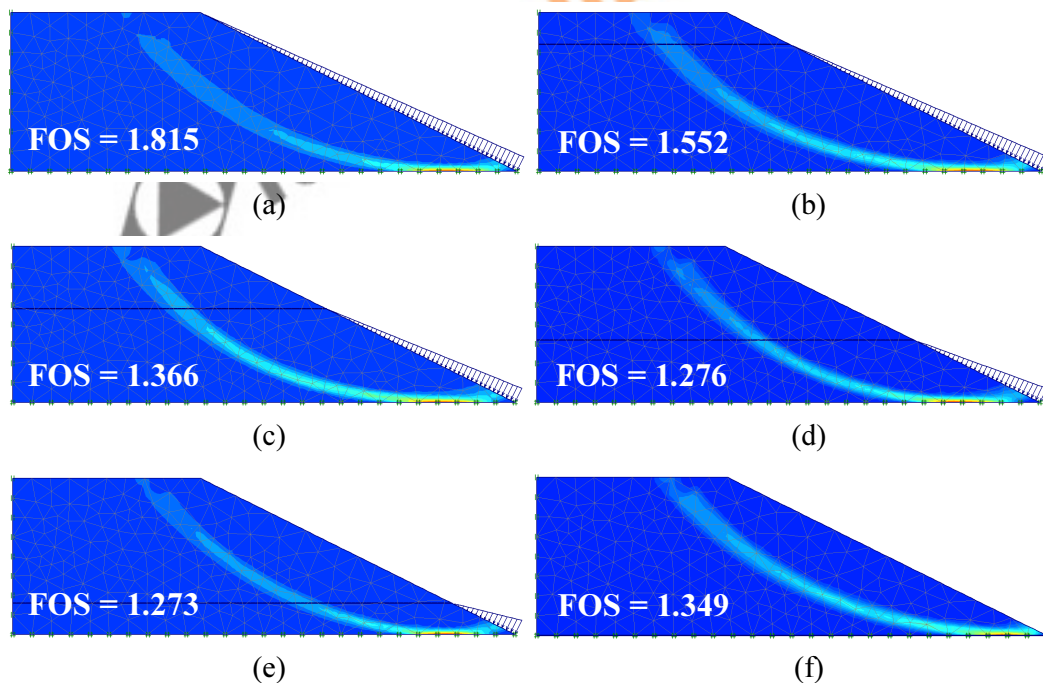 FOS = 1.815
(a)
FOS = 1.552
(b)
FOS = 1.366
(c)
FOS = 1.276
(d)
FOS = 1.273
(e)
FOS = 1.349
(f)